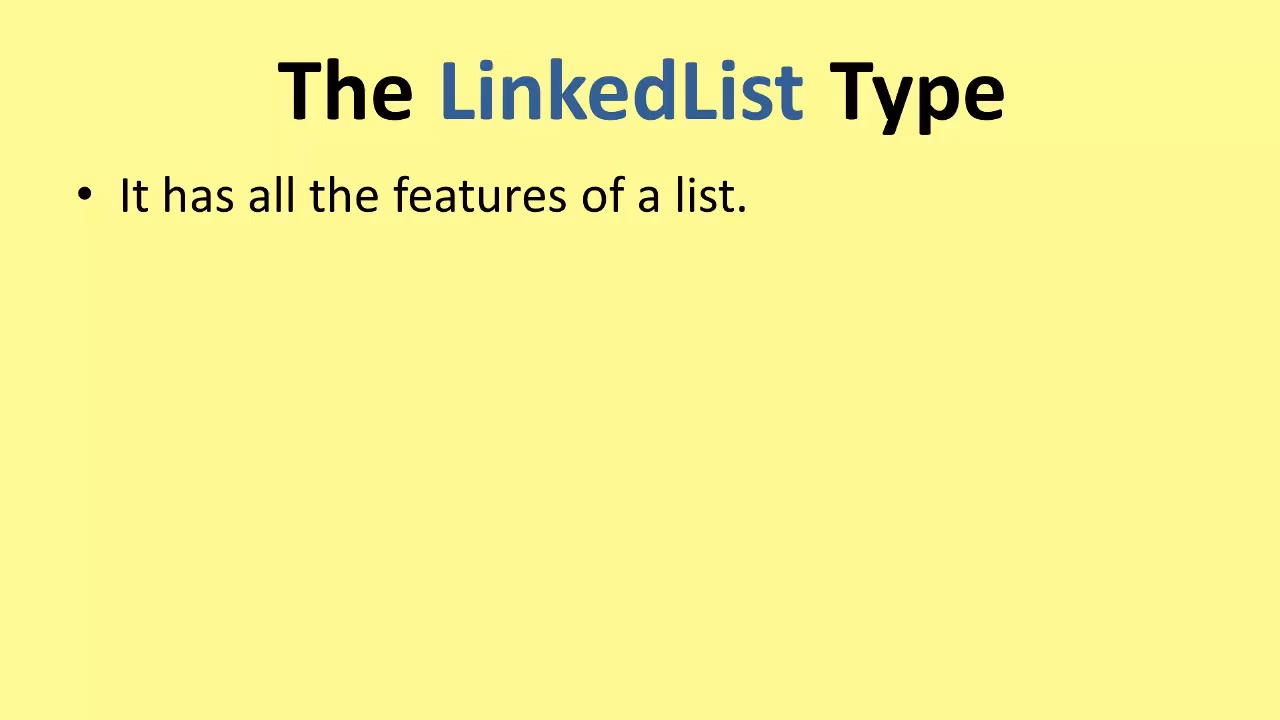 The LinkedList Type
• It has all the features of a list.